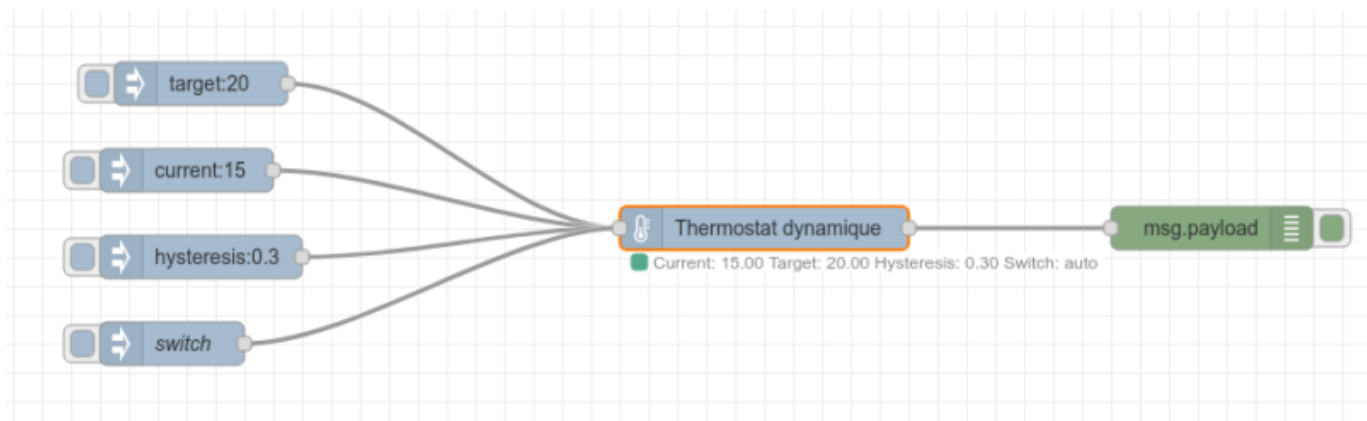 target:20
current:15
hysteresis:0.3
switch
Thermostat dynamique
Current: 15.00 Target: 20.00 Hysteresis: 0.30 Switch: auto
msg.payload